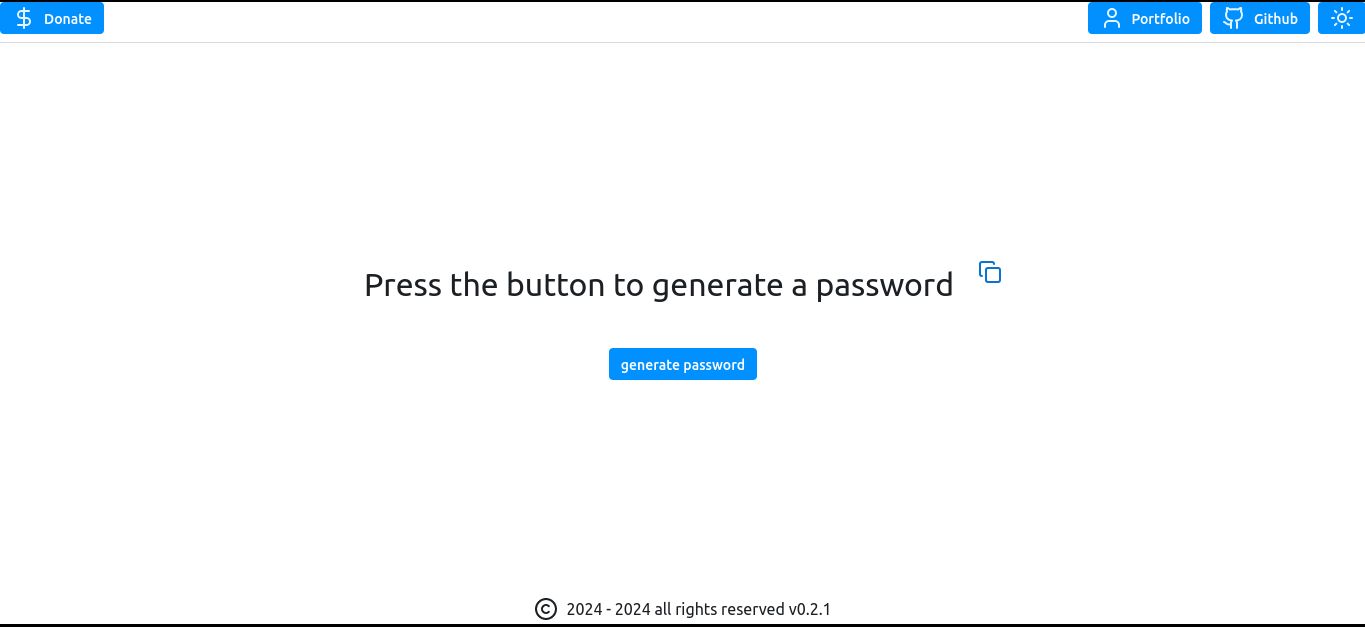 Donate
Portfolio
Github
Press the button to generate a password
generate password
© 2024 - 2024 all rights reserved v0.2.1